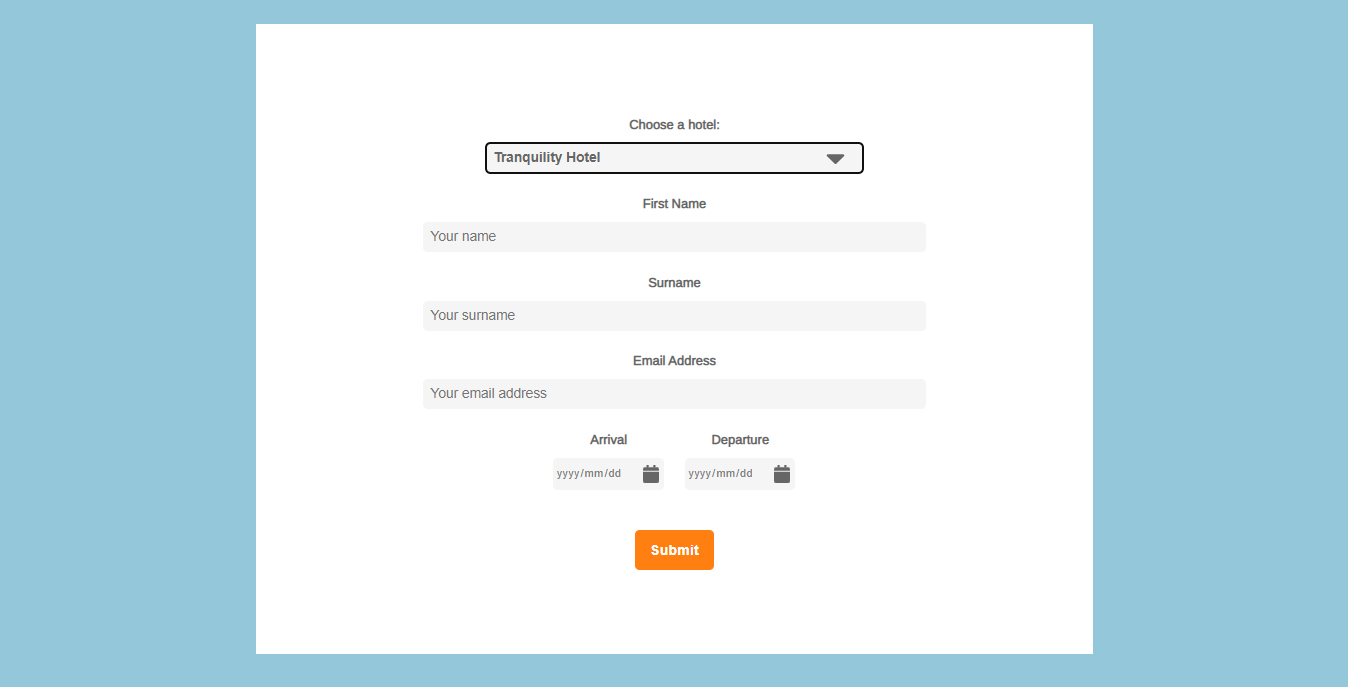 Choose a hotel:
Tranquility Hotel
First Name
Your name
Surname
Your surname
Email Address
Your email address
Arrival Departure
yyyy/mm/dd yyyy/mm/dd
Submit